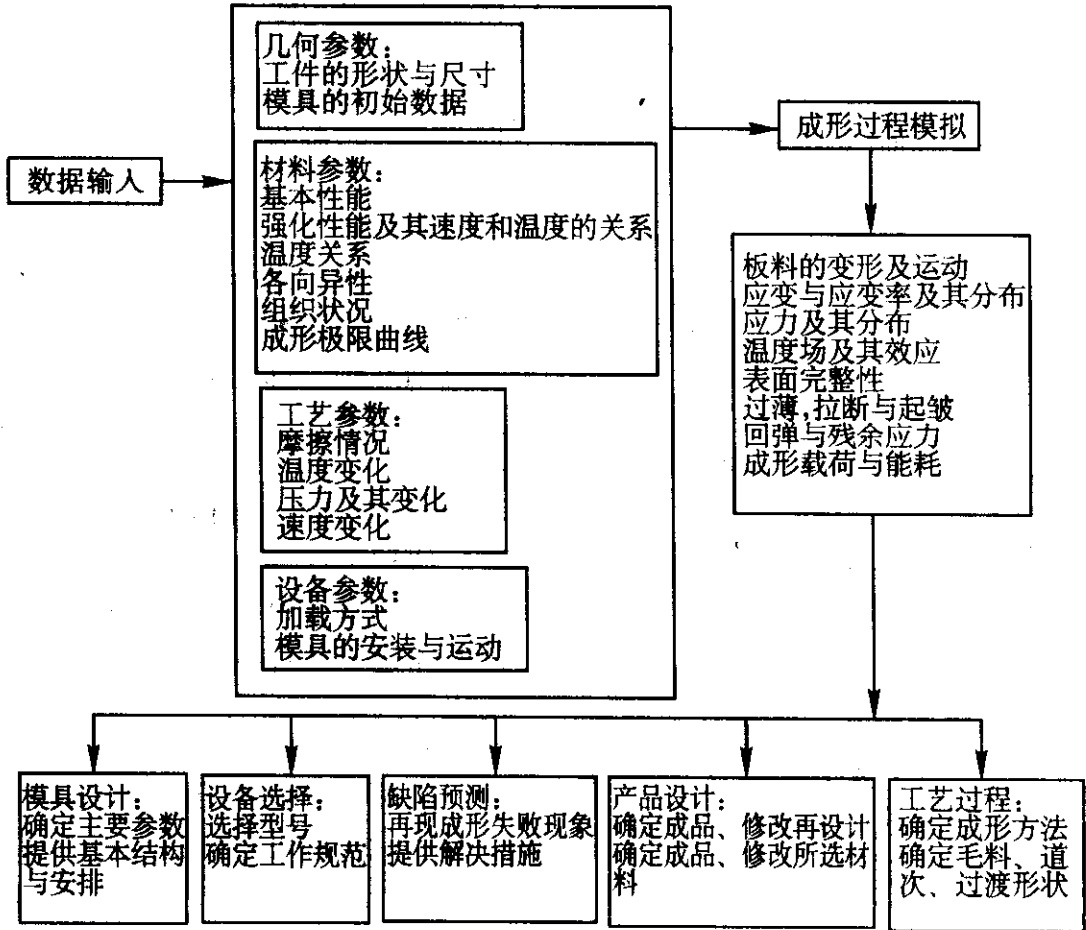 数据输入
几何参数：
工件的形状与尺寸
模具的初始数据
材料参数：
基本性能
强化性能及其速度和温度的关系
温度关系
各向异性
组织状况
成形极限曲线
工艺参数：
摩擦情况
温度变化
压力及其变化
速度变化
设备参数：
加载方式
模具的安装与运动
成形过程模拟
板料的变形及运动
应变与应变率及其分布
应力及其分布
温度场及其效应
表面完整性
过薄,拉断与起皱
回弹与残余应力
成形载荷与能耗
模具设计：
确定主要参数
提供基本结构
与安排
设备选择：
选择型号
确定工作规范
缺陷预测：
再现成形失败现象
提供解决措施
产品设计：
确定成品、修改再设计
确定成品、修改所选材
料
工艺过程：
确定成形方法
确定毛料、道
次、过渡形状